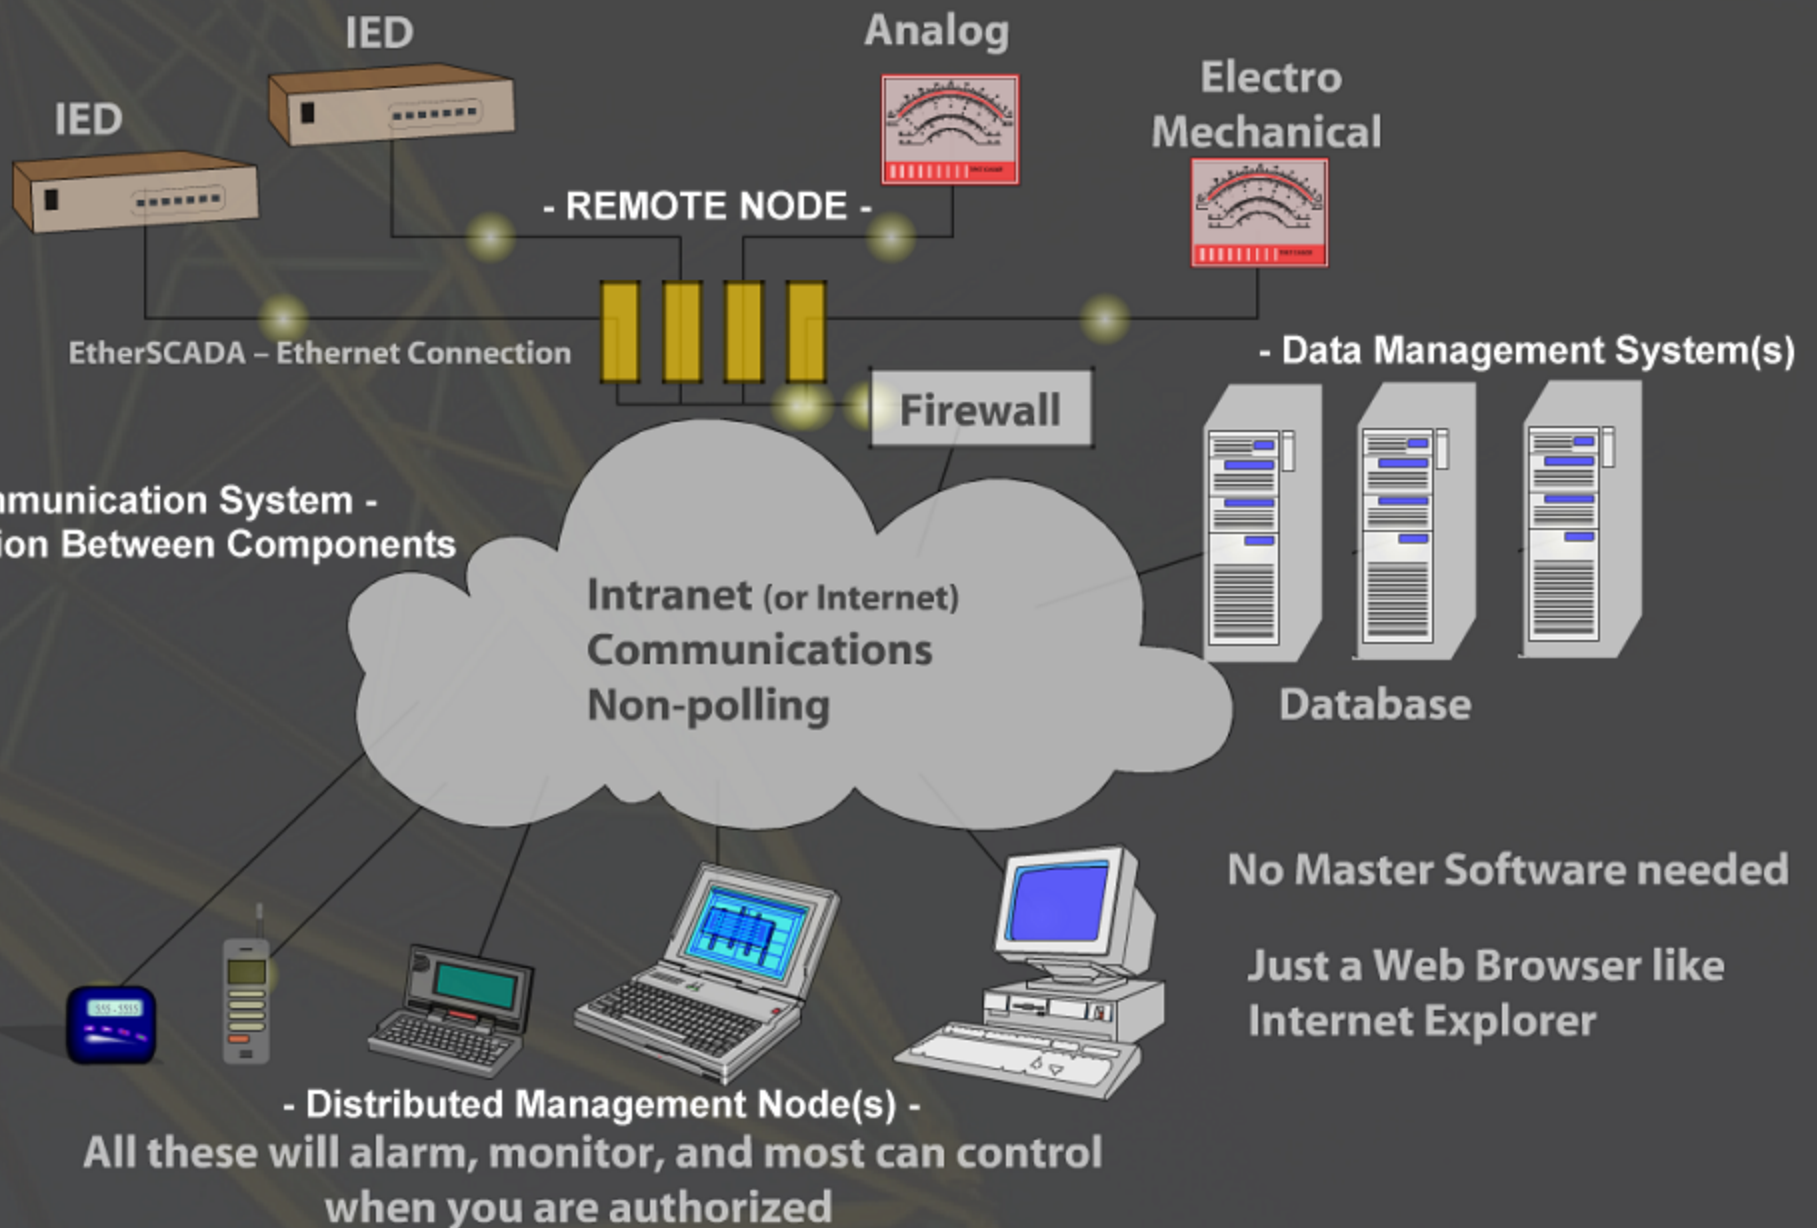 IED
Analog
IED
Electro
Mechanical
- REMOTE NODE -
EtherSCADA – Ethernet Connection
- Data Management System(s)
Firewall
System -
Between Components
Intranet (or Internet)
Communications
Non-polling
Database
No Master Software needed
Just a Web Browser like
Internet Explorer
555-5555
- Distributed Management Node(s) -
All these will alarm, monitor, and most can control
when you are authorized